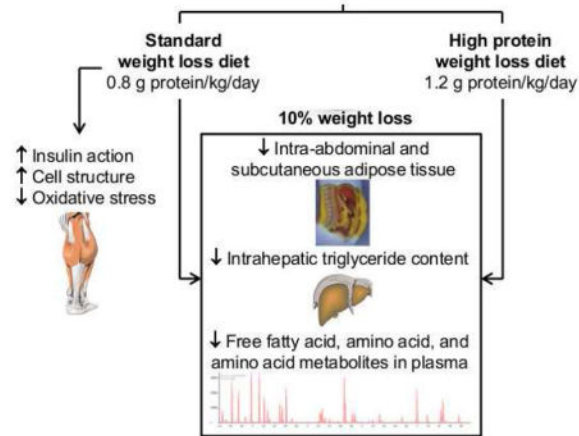 Standard
weight loss diet
0.8 g protein/kg/day
High protein
weight loss diet
1.2 g protein/kg/day
10% weight loss
↑ Insulin action
↑ Cell structure
↓ Oxidative stress
↓ Intra-abdominal and
subcutaneous adipose tissue
↓ Intrahepatic triglyceride content
↓ Free fatty acid, amino acid, and
amino acid metabolites in plasma